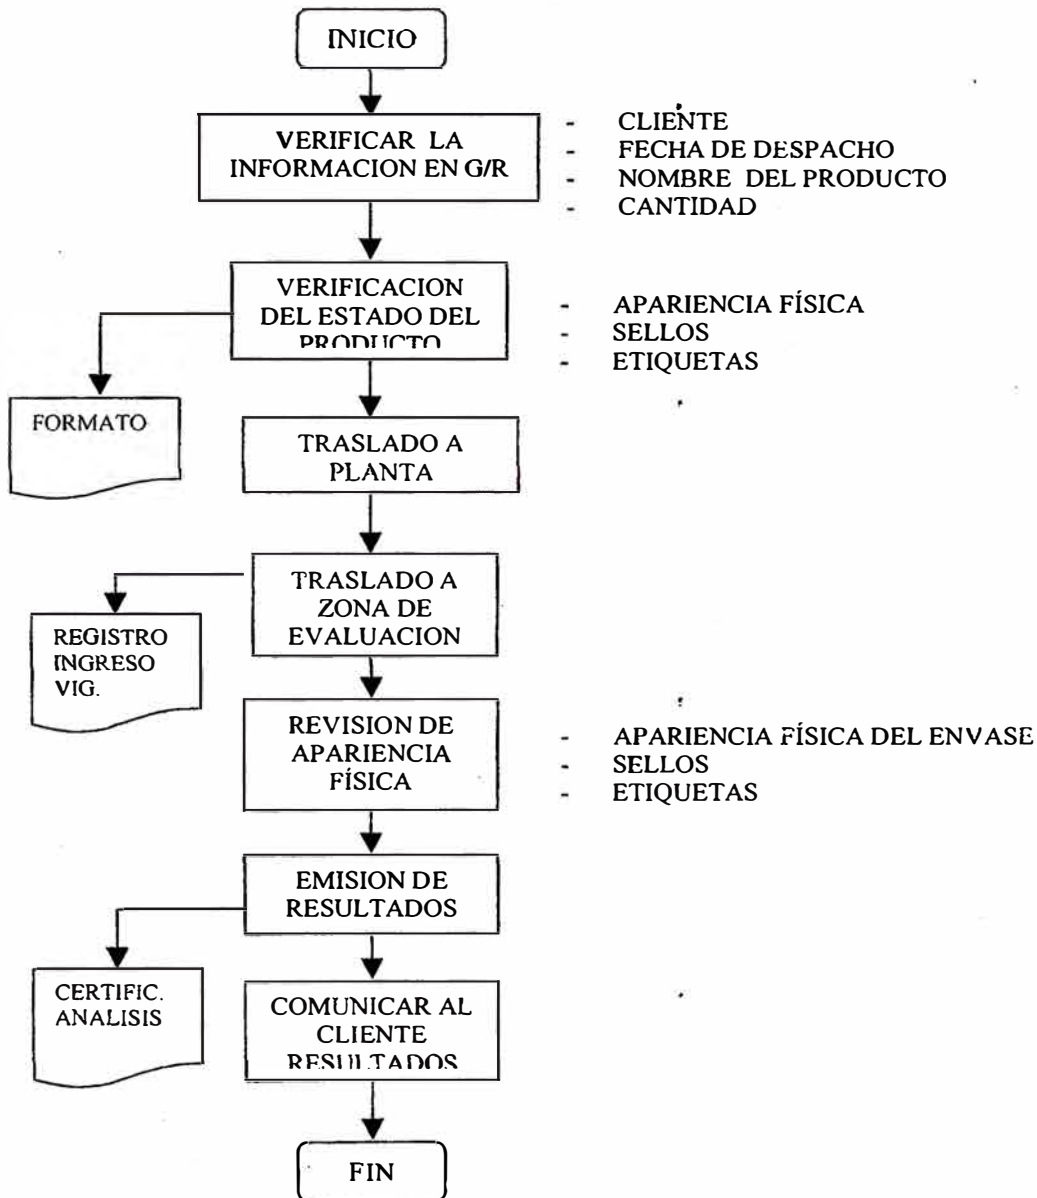 INICIO
VERIFICAR LA
INFORMACION EN G/R
- CLIENTE
- FECHA DE DESPACHO
- NOMBRE DEL PRODUCTO
- CANTIDAD
VERIFICACION
DEL ESTADO DEL
PRODUCTO
- APARIENCIA FÍSICA
- SELLOS
- ETIQUETAS
FORMATO
TRASLADO A
PLANTA
TRASLADO A
ZONA DE
EVALUACION
REGISTRO
INGRESO
VIG.
REVISION DE
APARIENCIA
FÍSICA
- APARIENCIA FÍSICA DEL ENVASE
- SELLOS
- ETIQUETAS
EMISION DE
RESULTADOS
CERTIFIC.
ANALISIS
COMUNICAR AL
CLIENTE
RESULTADOS
FIN